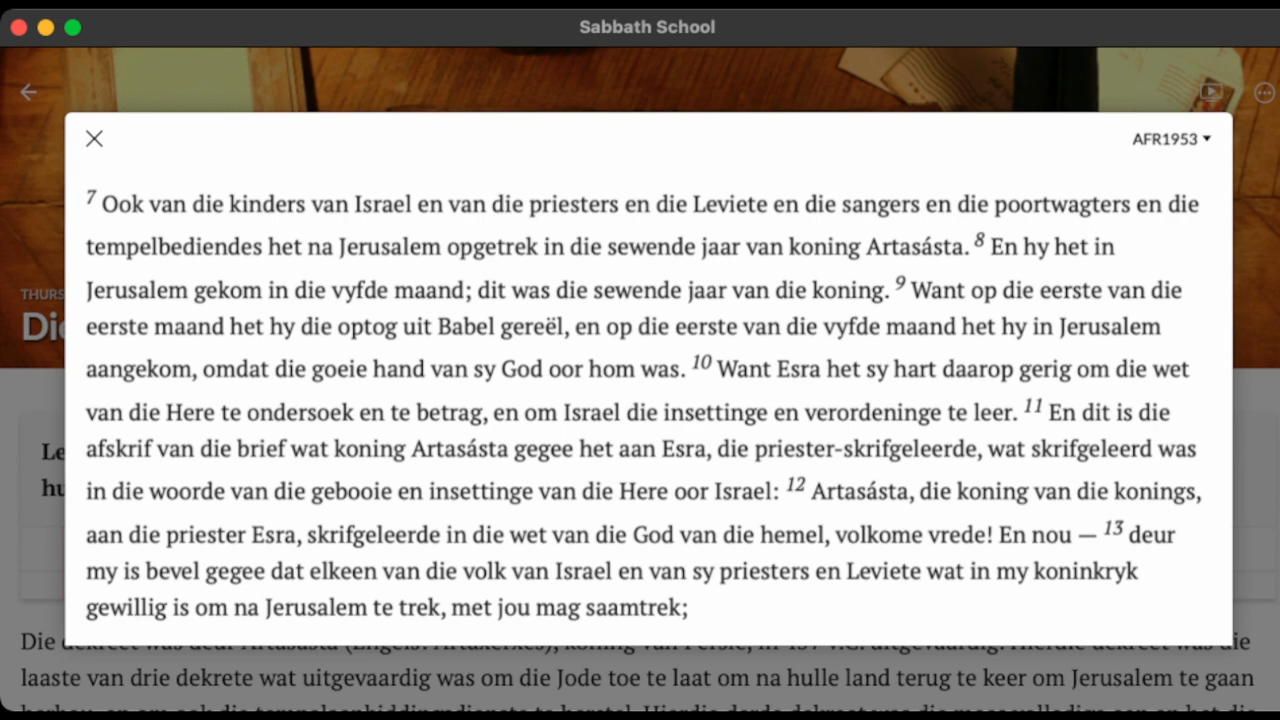 Sabbath School
AFR1953
7 Ook van die kinders van Israel en van die priesters en die Leviete en die sangers en die poortwagters en die
tempelbediendes het na Jerusalem opgetrek in die sewende jaar van koning Artasásta. 8 En hy het in
Jerusalem gekom in die vyfde maand; dit was die sewende jaar van die koning. 9 Want op die eerste van die
eerste maand het hy die optog uit Babel gereël, en op die eerste van die vyfde maand het hy in Jerusalem
aangekom, omdat die goeie hand van sy God oor hom was. 10 Want Esra het sy hart daarop gerig om die wet
van die Here te ondersoek en te betrag, en om Israel die insettinge en verordeninge te leer. 11 En dit is die
afskrif van die brief wat koning Artasásta gegee het aan Esra, die priester-skrifgeleerde, wat skrifgeleerd was
in die woorde van die gebooie en insettinge van die Here oor Israel: 12 Artasásta, die koning van die konings,
aan die priester Esra, skrifgeleerde in die wet van die God van die hemel, volkome vrede! En nou — 13 deur
my is bevel gegee dat elkeen van die volk van Israel en van sy priesters en Leviete wat in my koninkryk
gewillig is om na Jerusalem te trek, met jou mag saamtrek;
THURS
Die
laaste van drie dekrete wat uitgevaardig was om die Jode toe te laat om na hulle land terug te keer om Jerusalem te gaan